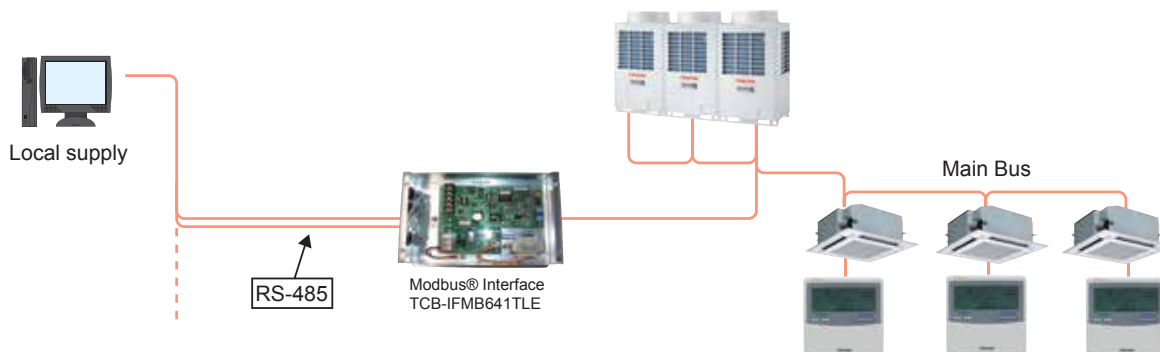 Local supply
RS-485
Modbus® Interface
TCB-IFMB641TLE
Main Bus